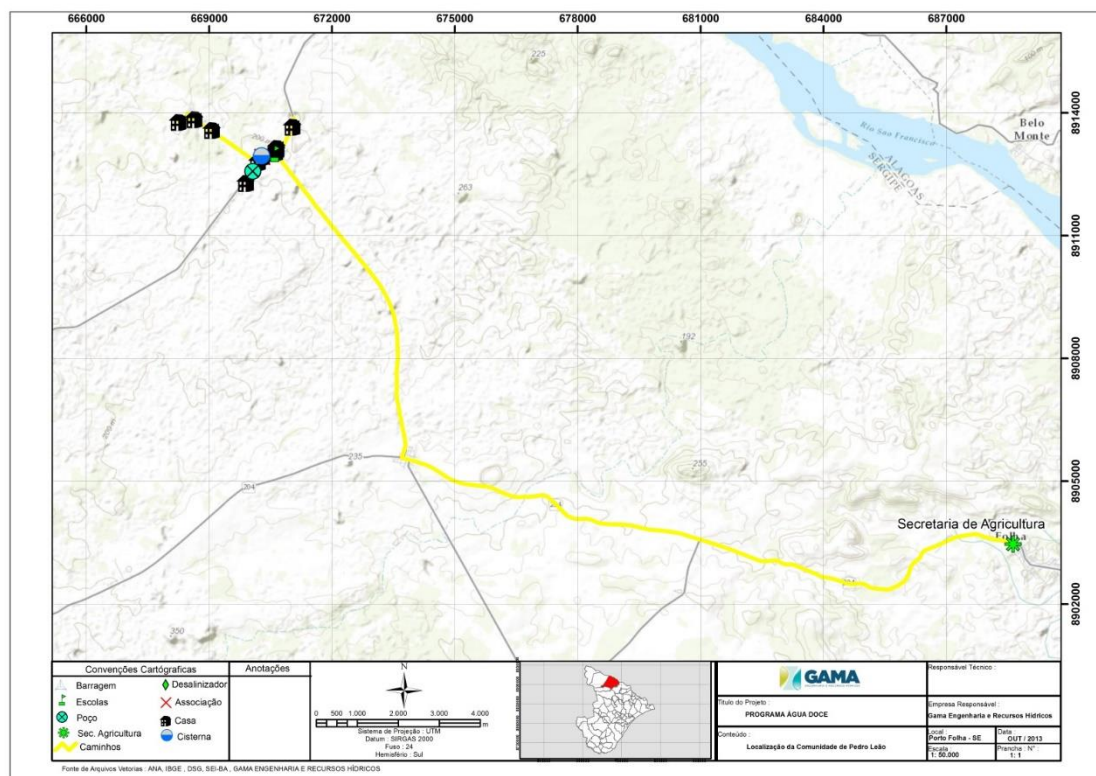 666000 669000 672000 675000 678000 681000 684000 687000
8914000
8911000
8908000
8905000
8902000
225
263
192
255
235
204
350
200 m
100 m
Rio São Francisco
ALAGOAS
SERGIPE
Belo
Monte
Secretaria de Agricultura
Folha
Convenções Cártograficas
Barragem
Escolas
Poço
Sec. Agricultura
Caminhos
Desalinizador
Associação
Casa
Cisterna
Anotações
N
0 500 1.000 2.000 3.000 4.000
m
Sistema de Projeção : UTM
Datum : SIRGAS 2000
Fuso : 24
Hemisfério : Sul
GAMA
Titulo do Projeto :
PROGRAMA ÁGUA DOCE
Conteúdo :
Localização da Comunidade de Pedro Leão
Responsável Técnico :
Empresa Responsável :
Gama Engenharia e Recursos Hídricos
Local :
Porto Folha - SE
Data :
OUT / 2013
Escala
1: 50.000
Prancha : N° :
1: 1
Fonte de Arquivos Vetorias : ANA, IBGE , DSG, SEI-BA , GAMA ENGENHARIA E RECURSOS HÍDRICOS